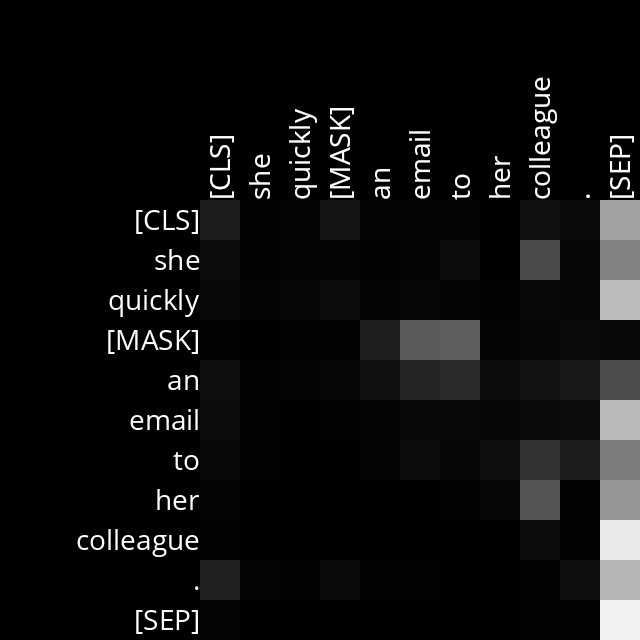 [CLS] she quickly [MASK] an email to her colleague . [SEP]
[CLS]
she
quickly
[MASK]
an
email
to
her
colleague
.
[SEP]